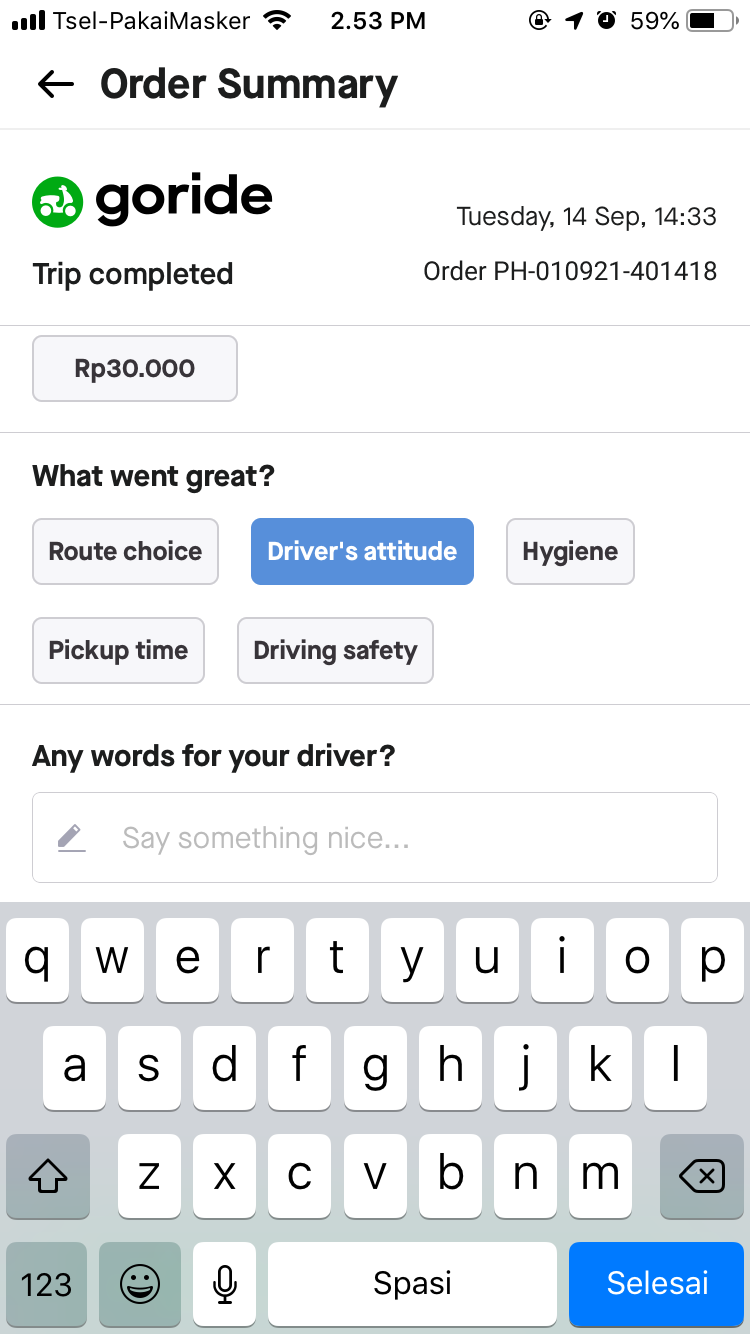 Tsel-PakaiMasker 2.53 PM 59%
Order Summary
goride
Tuesday, 14 Sep, 14:33
Trip completed
Order PH-010921-401418
Rp30.000
What went great?
Route choice Driver's attitude Hygiene
Pickup time Driving safety
Any words for your driver?
Say something nice...
q w e r t y u i o p
a s d f g h j k l
z x c v b n m
123 Spasi Selesai